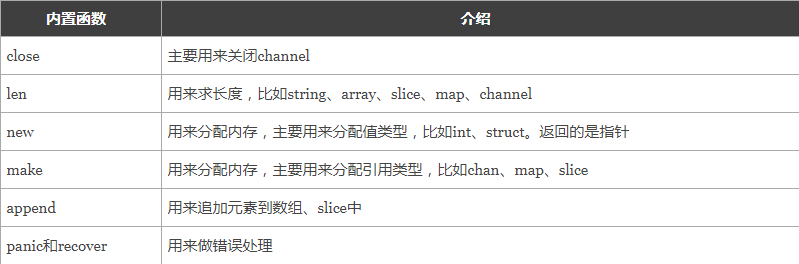 内置函数 介绍
close 主要用来关闭channel
len 用来求长度，比如string、array、slice、map、channel
new 用来分配内存，主要用来分配值类型，比如int、struct。返回的是指针
make 用来分配内存，主要用来分配引用类型，比如chan、map、slice
append 用来追加元素到数组、slice中
panic和recover 用来做错误处理